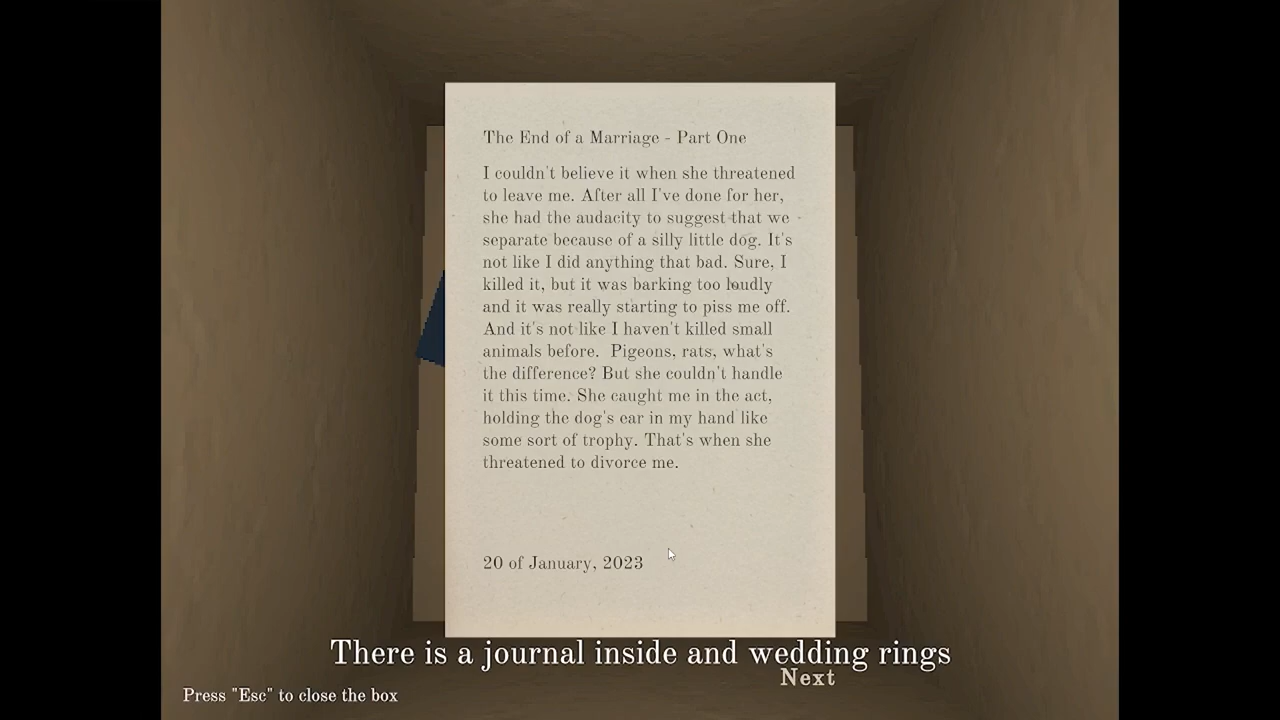 The End of a Marriage - Part One
I couldn't believe it when she threatened
to leave me. After all I've done for her,
she had the audacity to suggest that we
separate because of a silly little dog. It's
not like I did anything that bad. Sure, I
killed it, but it was barking too loudly
and it was really starting to piss me off.
And it's not like I haven't killed small
animals before.  Pigeons, rats, what's
the difference? But she couldn't handle
it this time. She caught me in the act,
holding the dog's ear in my hand like
some sort of trophy. That's when she
threatened to divorce me.
20 of January, 2023
There is a journal inside and wedding rings
Next
Press "Esc" to close the box